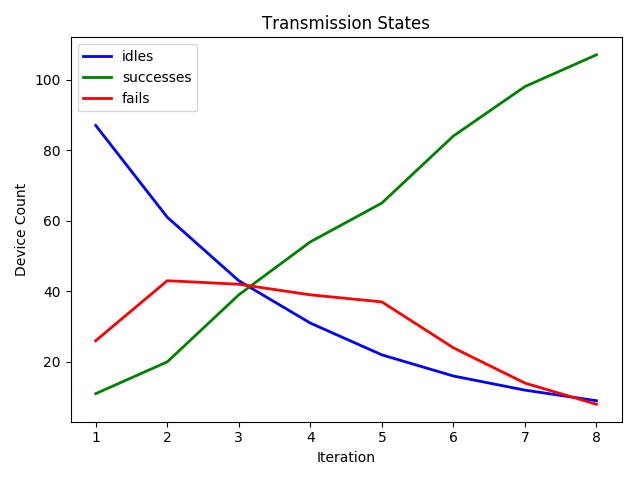 Transmission States
idles
successes
fails
Device Count
100
80
60
40
20
1 2 3 4 5 6 7 8
Iteration